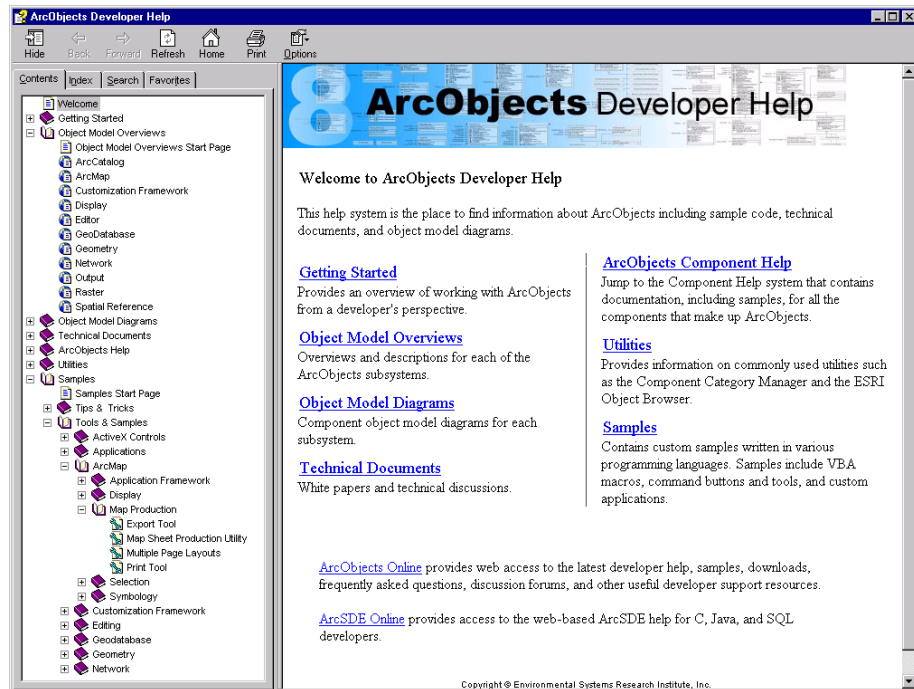 ArcObjects Developer Help
Hide Back Forward Refresh Home Print Options
Contents Index Search Favorites
Welcome
Getting Started
Object Model Overviews
Object Model Overviews Start Page
ArcCatalog
ArcMap
Customization Framework
Display
Editor
GeoDatabase
Geometry
Network
Output
Raster
Spatial Reference
Object Model Diagrams
Technical Documents
ArcObjects Help
Utilities
Samples
Samples Start Page
Tips & Tricks
Tools & Samples
ActiveX Controls
Applications
ArcMap
Application Framework
Display
Map Production
Export Tool
Map Sheet Production Utility
Multiple Page Layouts
Print Tool
Selection
Symbology
Customization Framework
Editing
Geodatabase
Geometry
Network
8
ArcObjects Developer Help
Welcome to ArcObjects Developer Help
This help system is the place to find information about ArcObjects including sample code, technical
documents, and object model diagrams.
Getting Started
Provides an overview of working with ArcObjects
from a developer's perspective.
Object Model Overviews
Overviews and descriptions for each of the
ArcObjects subsystems.
Object Model Diagrams
Component object model diagrams for each
subsystem.
Technical Documents
White papers and technical discussions.
ArcObjects Component Help
Jump to the Component Help system that contains
documentation, including samples, for all the
components that make up ArcObjects.
Utilities
Provides information on commonly used utilities such
as the Component Category Manager and the ESRI
Object Browser.
Samples
Contains custom samples written in various
programming languages. Samples include VBA
macros, command buttons and tools, and custom
applications.
ArcObjects Online provides web access to the latest developer help, samples, downloads,
frequently asked questions, discussion forums, and other useful developer support resources.
ArcSDE Online provides access to the web-based ArcSDE help for C, Java, and SQL
developers.
Copyright © Environmental Systems Research Institute, Inc.